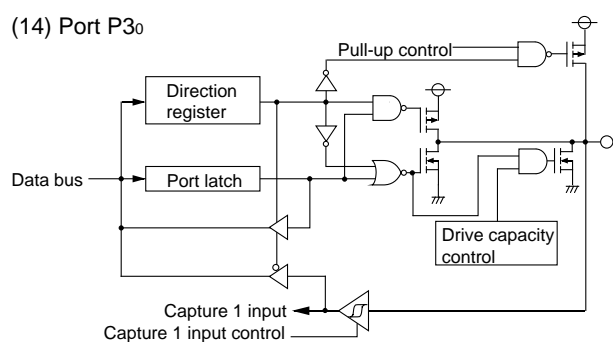 (14) Port P3₀
Pull-up control
Direction
register
Data bus
Port latch
Drive capacity
control
Capture 1 input
Capture 1 input control